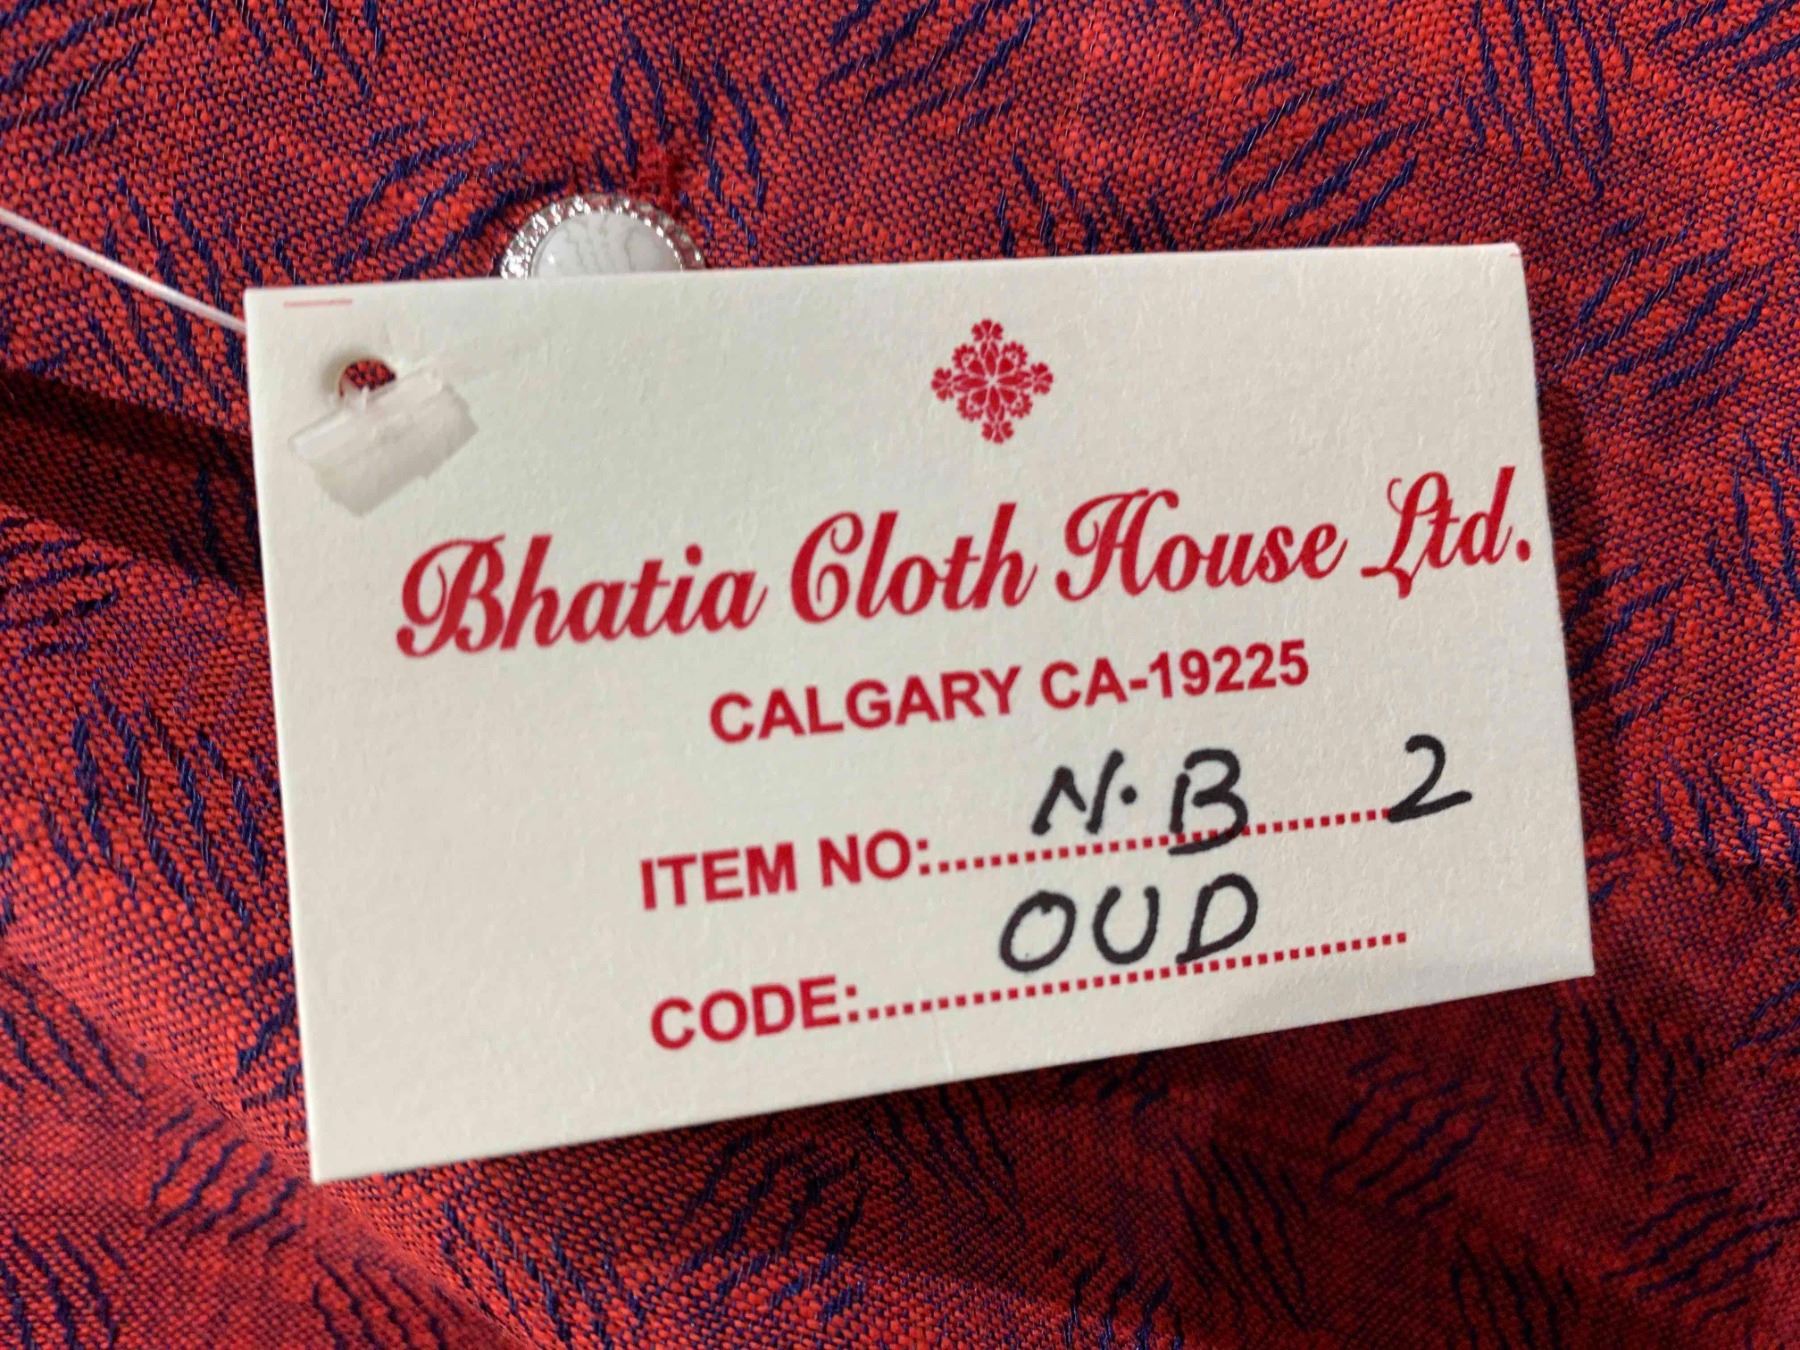 Bhatia Cloth House Ltd.
CALGARY CA-19225
ITEM NO:..........N.B..........2
CODE:..........OUD..........